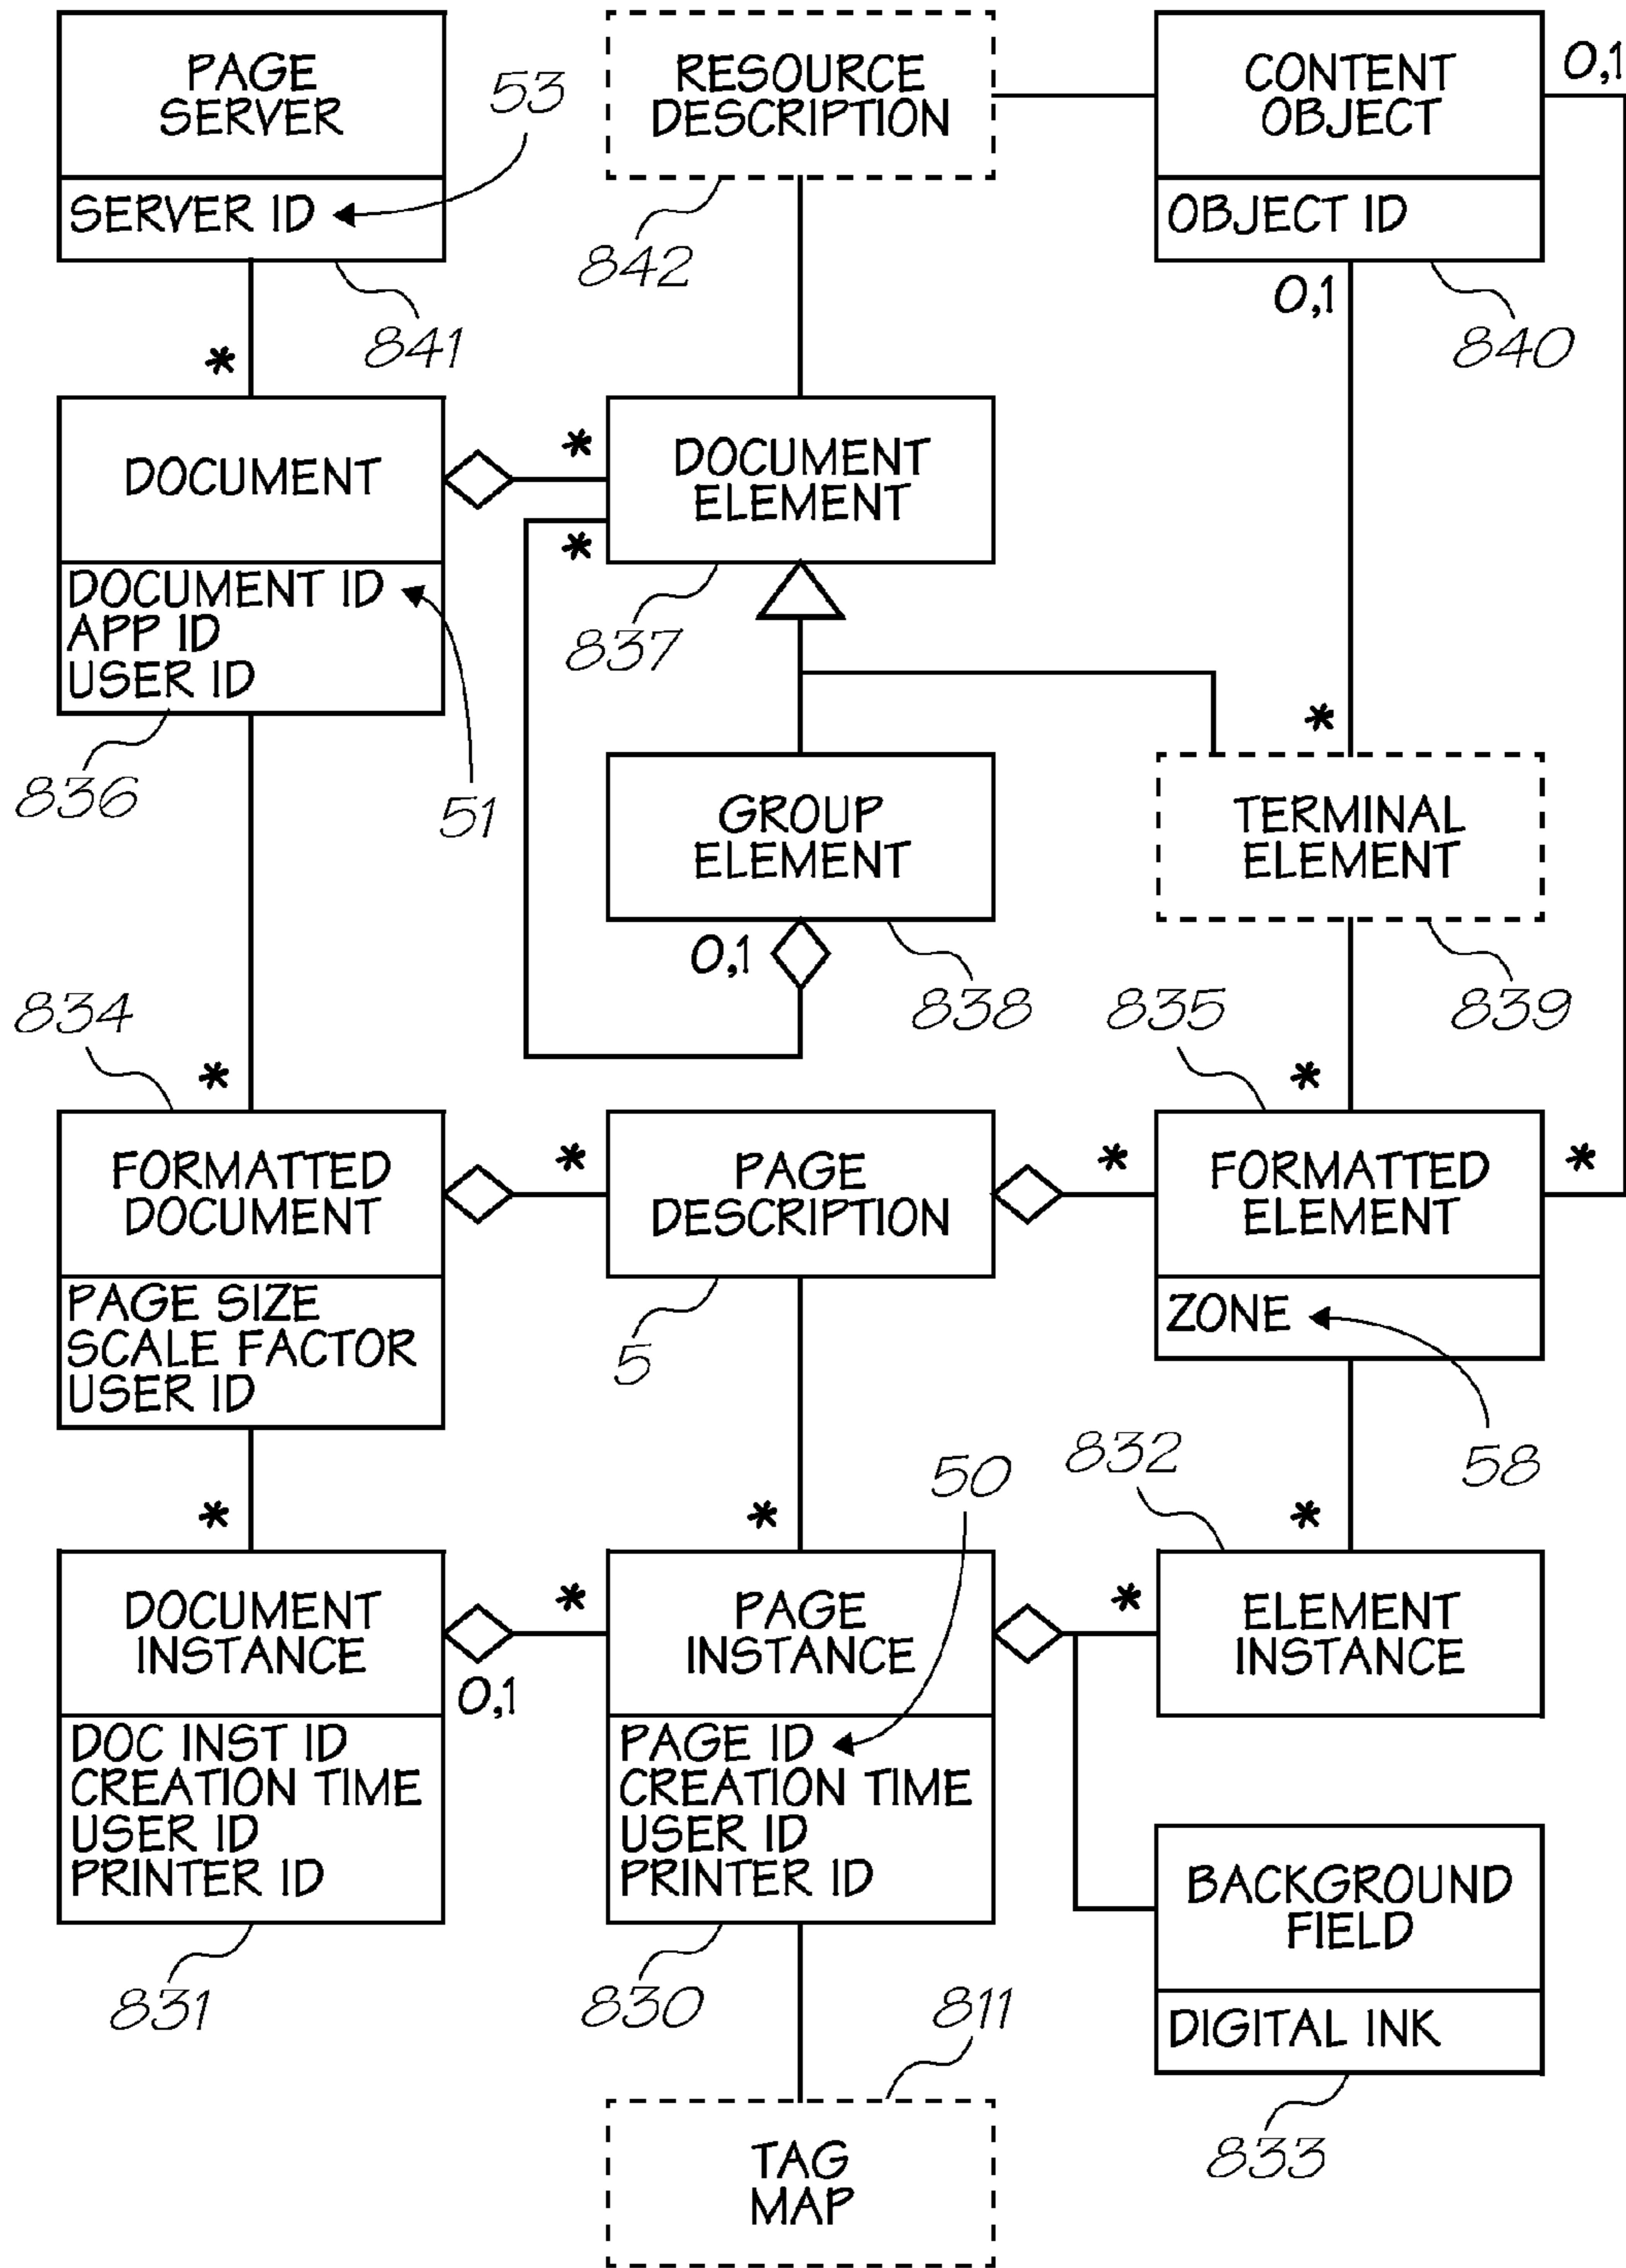 PAGE
SERVER
53
SERVER ID
841
RESOURCE
DESCRIPTION
842
CONTENT
OBJECT
0,1
OBJECT ID
0,1
840
*
DOCUMENT
*
DOCUMENT
ELEMENT
*
DOCUMENT ID
APP ID
USER ID
837
836
51
*
GROUP
ELEMENT
TERMINAL
ELEMENT
0,1
838
839
834
835
*
*
FORMATTED
DOCUMENT
*
PAGE
DESCRIPTION
*
FORMATTED
ELEMENT
*
PAGE SIZE
SCALE FACTOR
USER ID
5
ZONE
58
832
50
*
*
*
DOCUMENT
INSTANCE
*
0,1
PAGE
INSTANCE
*
ELEMENT
INSTANCE
DOC INST ID
CREATION TIME
USER ID
PRINTER ID
PAGE ID
CREATION TIME
USER ID
PRINTER ID
BACKGROUND
FIELD
DIGITAL INK
831
830
811
833
TAG
MAP